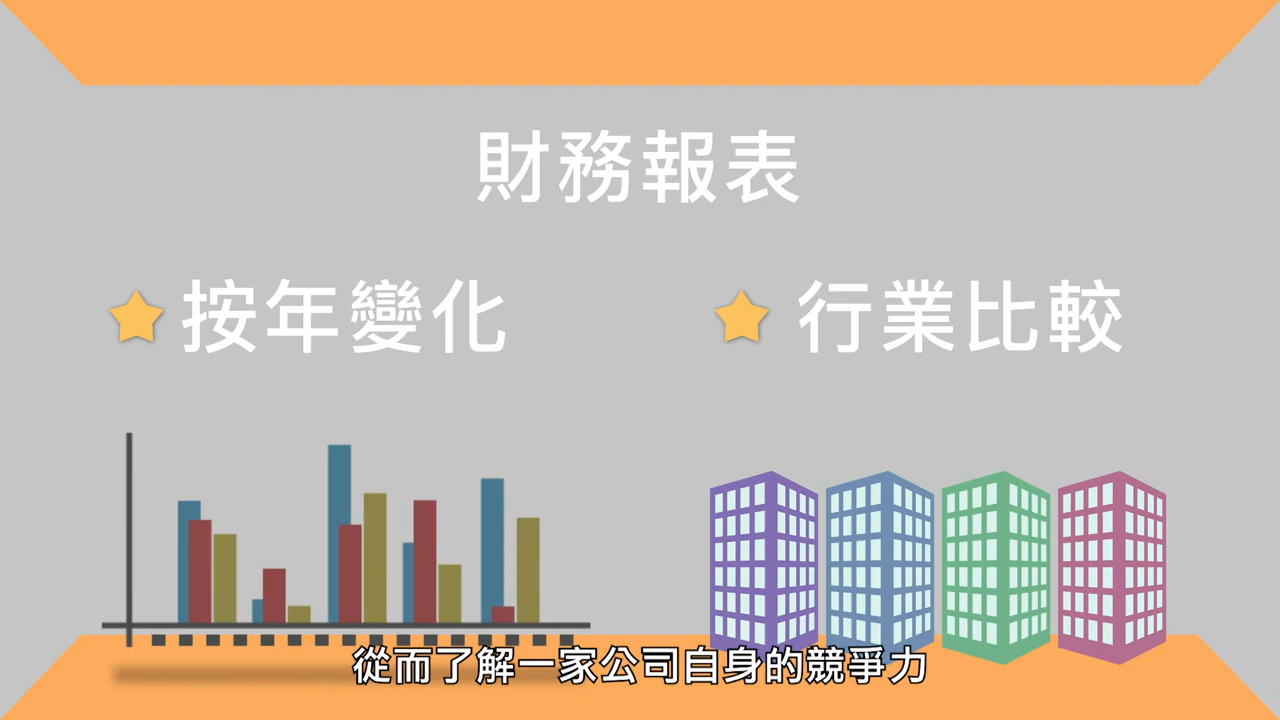 財務報表
按年變化
行業比較
從而了解一家公司自身的競爭力